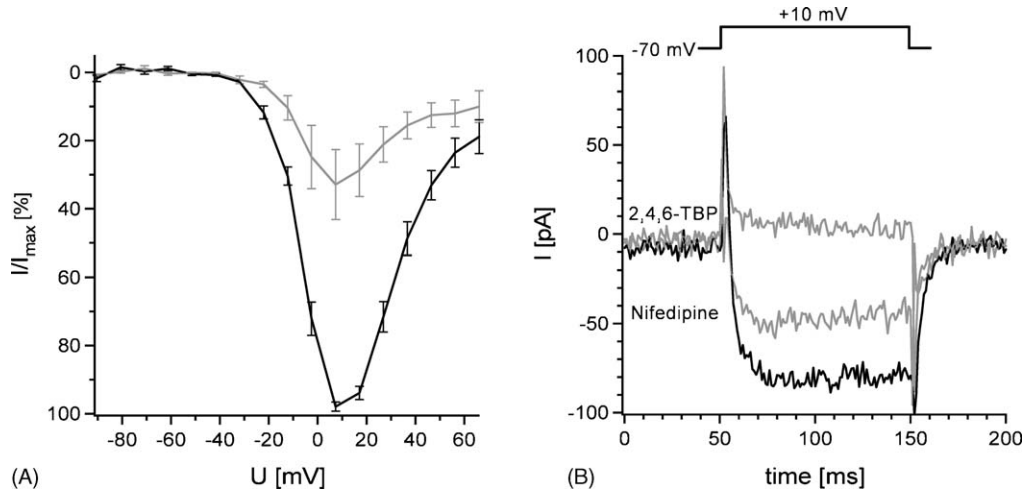 0
20
40
60
80
100
I/Imax [%]
-80 -60 -40 -20 0 20 40 60
U [mV]
(A)
+10 mV
-70 mV
100
50
0
-50
-100
I [pA]
2,4,6-TBP
Nifedipine
0 50 100 150 200
time [ms]
(B)